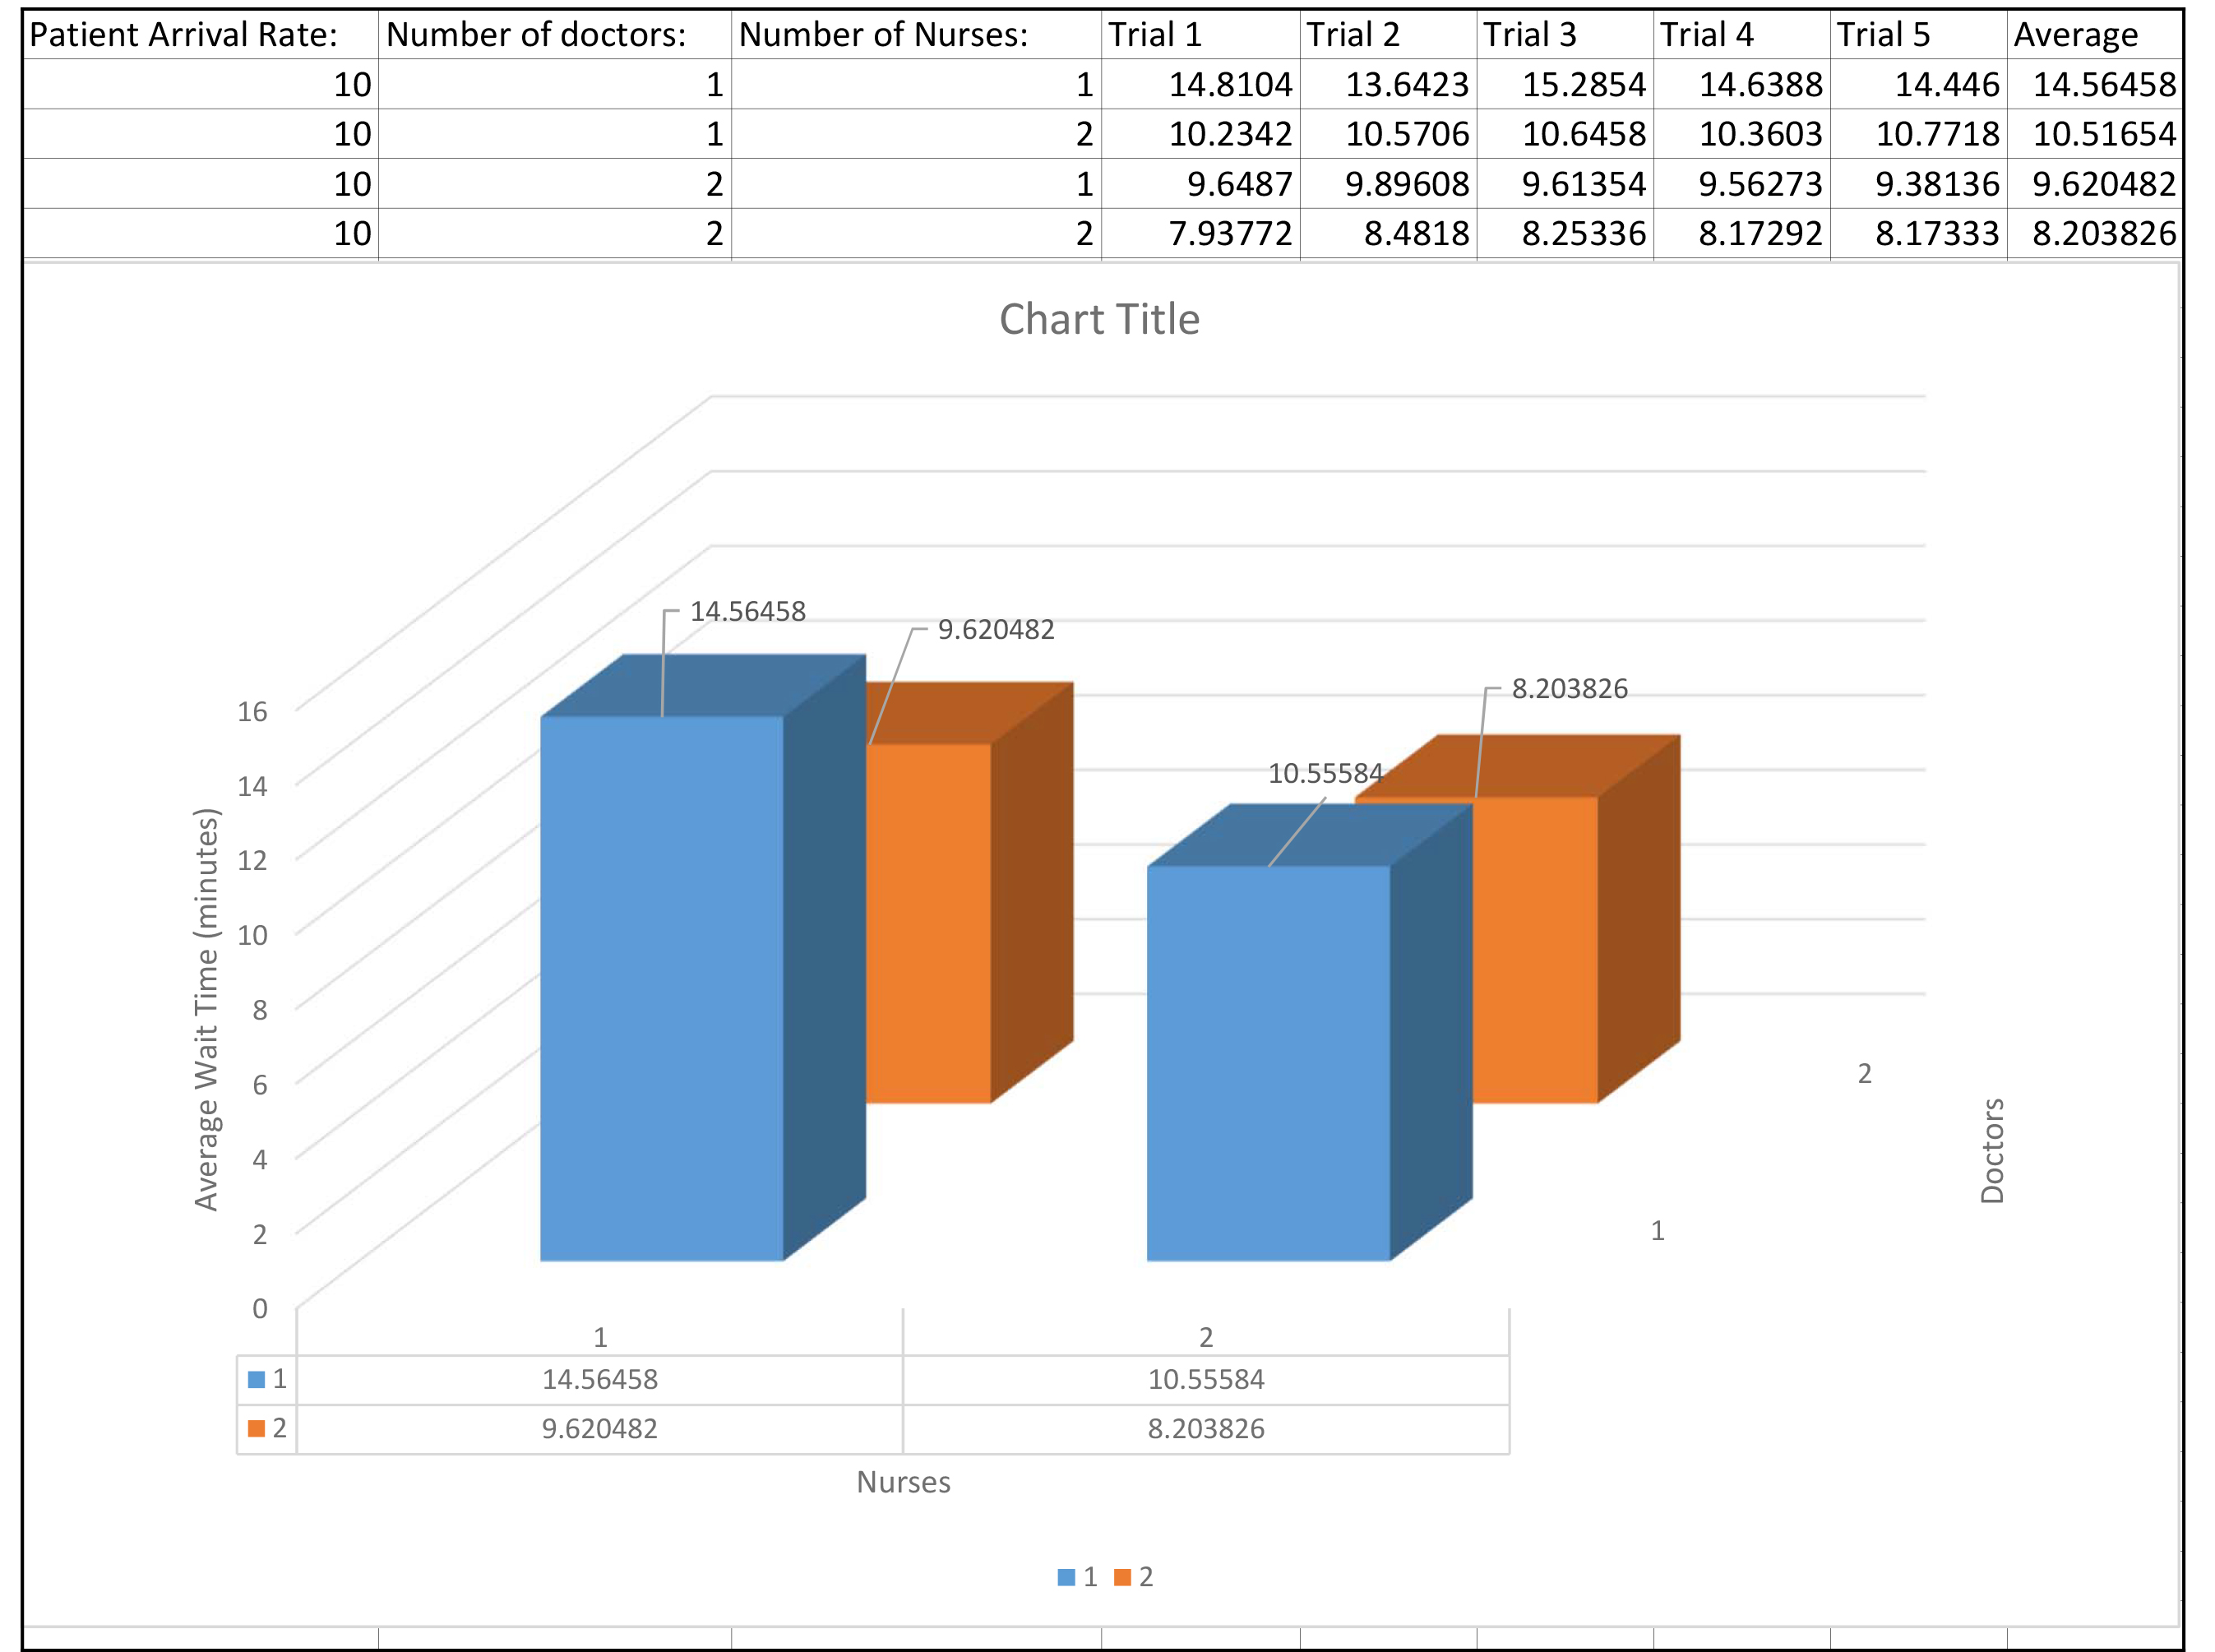 Patient Arrival Rate: Number of doctors: Number of Nurses: Trial 1 Trial 2 Trial 3 Trial 4 Trial 5 Average
10 1 1 14.8104 13.6423 15.2854 14.6388 14.446 14.56458
10 1 2 10.2342 10.5706 10.6458 10.3603 10.7718 10.51654
10 2 1 9.6487 9.89608 9.61354 9.56273 9.38136 9.620482
10 2 2 7.93772 8.4818 8.25336 8.17292 8.17333 8.203826
Chart Title
14.56458
9.620482
8.203826
10.55584
16
14
12
10
8
6
4
2
0
Average Wait Time (minutes)
2
1
Doctors
1 2
1 14.56458 10.55584
2 9.620482 8.203826
Nurses
1 2